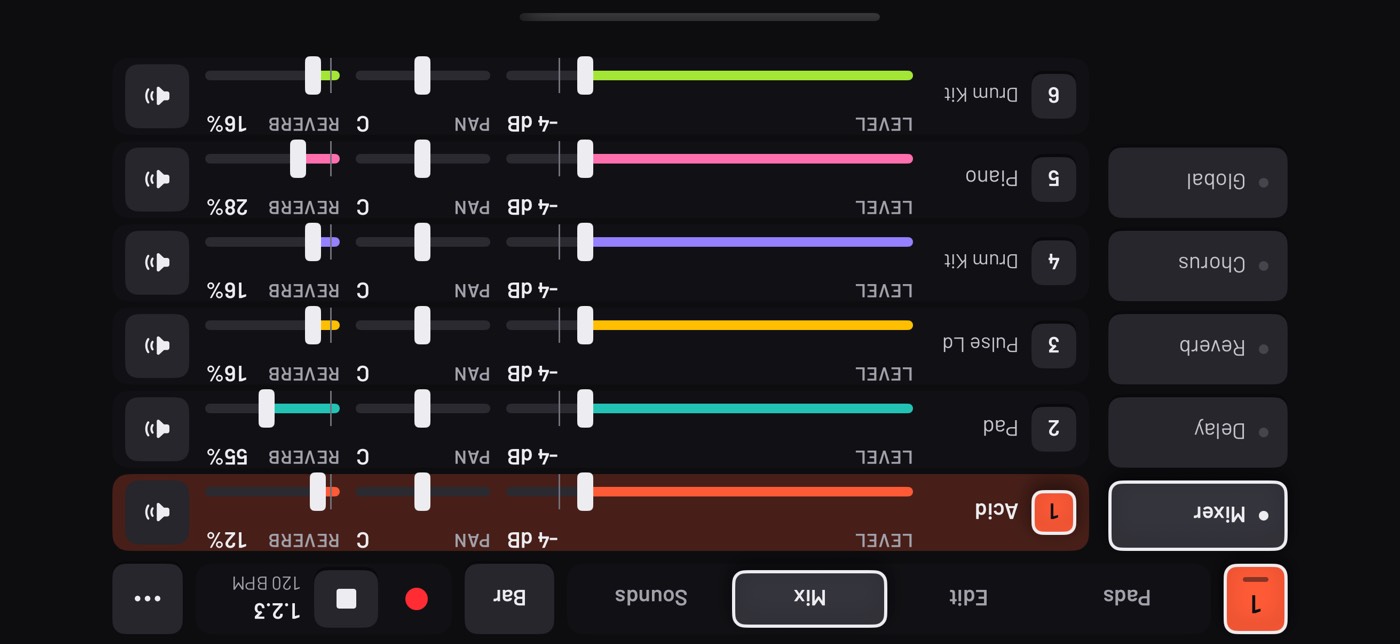 1
Pads
Edit
Mix
Sounds
Bar
1.2.3
120 BPM
Mixer
Delay
Reverb
Chorus
Global
1 Acid LEVEL -4 dB PAN C REVERB 12%
2 Pad LEVEL -4 dB PAN C REVERB 55%
3 Pulse Ld LEVEL -4 dB PAN C REVERB 16%
4 Drum Kit LEVEL -4 dB PAN C REVERB 16%
5 Piano LEVEL -4 dB PAN C REVERB 28%
6 Drum Kit LEVEL -4 dB PAN C REVERB 16%